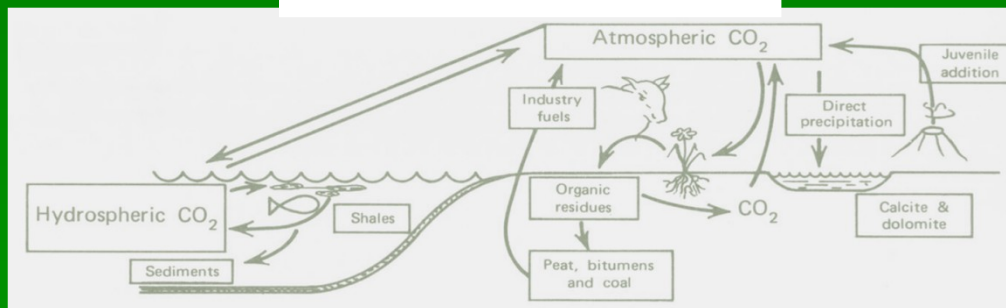 Atmospheric CO₂
Juvenile
addition
Industry
fuels
Direct
precipitation
Hydrospheric CO₂
Shales
Organic
residues
CO₂
Calcite &
dolomite
Sediments
Peat, bitumens
and coal